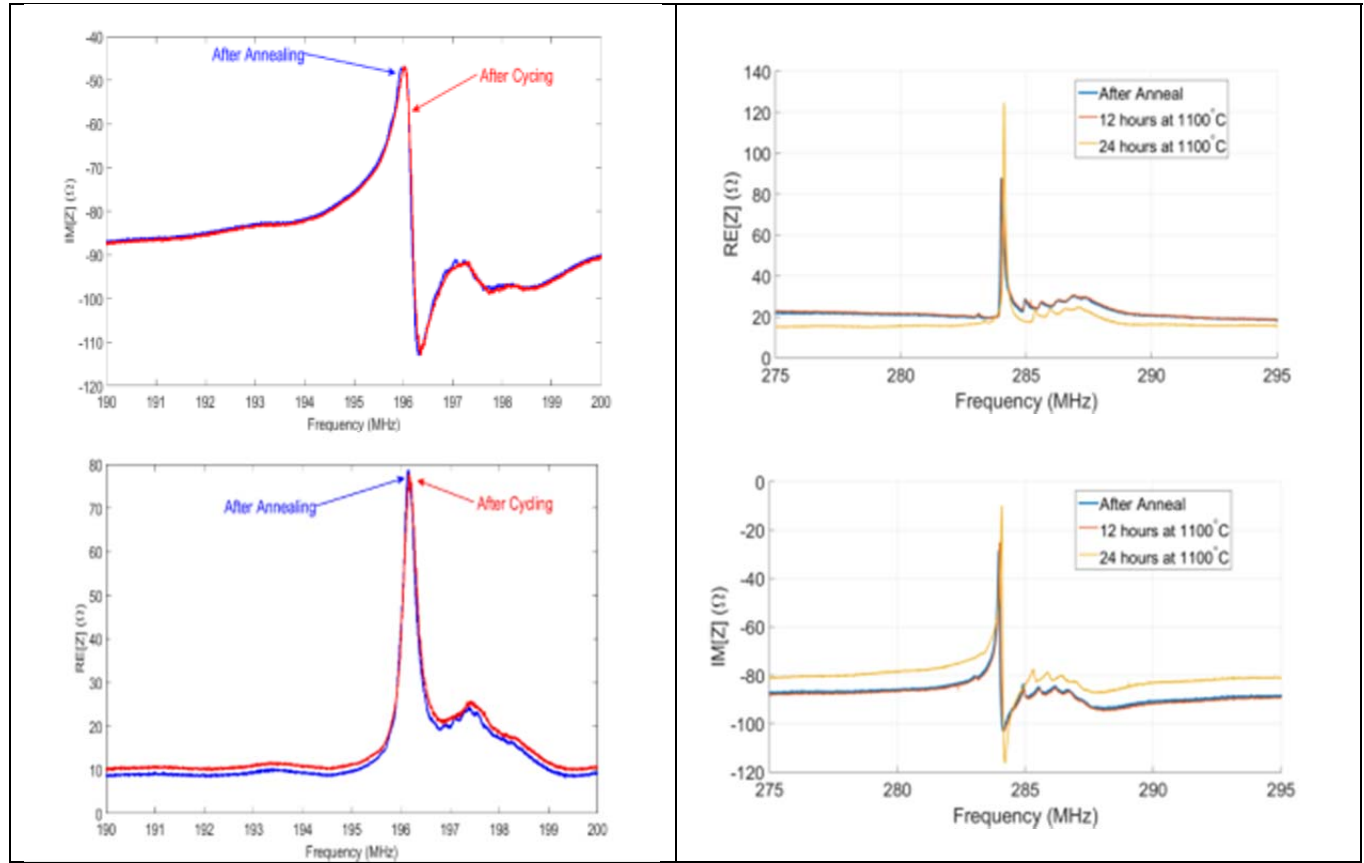 -40
-50
-60
-70
-80
-90
-100
-110
-120
IM[Z] (Ω)
After Annealing
After Cycing
190 191 192 193 194 195 196 197 198 199 200
Frequency (MHz)
80
70
60
50
40
30
20
10
0
RE[Z] (Ω)
After Annealing
After Cycling
190 191 192 193 194 195 196 197 198 199 200
Frequency (MHz)
140
120
100
80
60
40
20
0
RE[Z] (Ω)
After Anneal
12 hours at 1100°C
24 hours at 1100°C
275 280 285 290 295
Frequency (MHz)
0
-20
-40
-60
-80
-100
-120
IM[Z] (Ω)
After Anneal
12 hours at 1100°C
24 hours at 1100°C
275 280 285 290 295
Frequency (MHz)